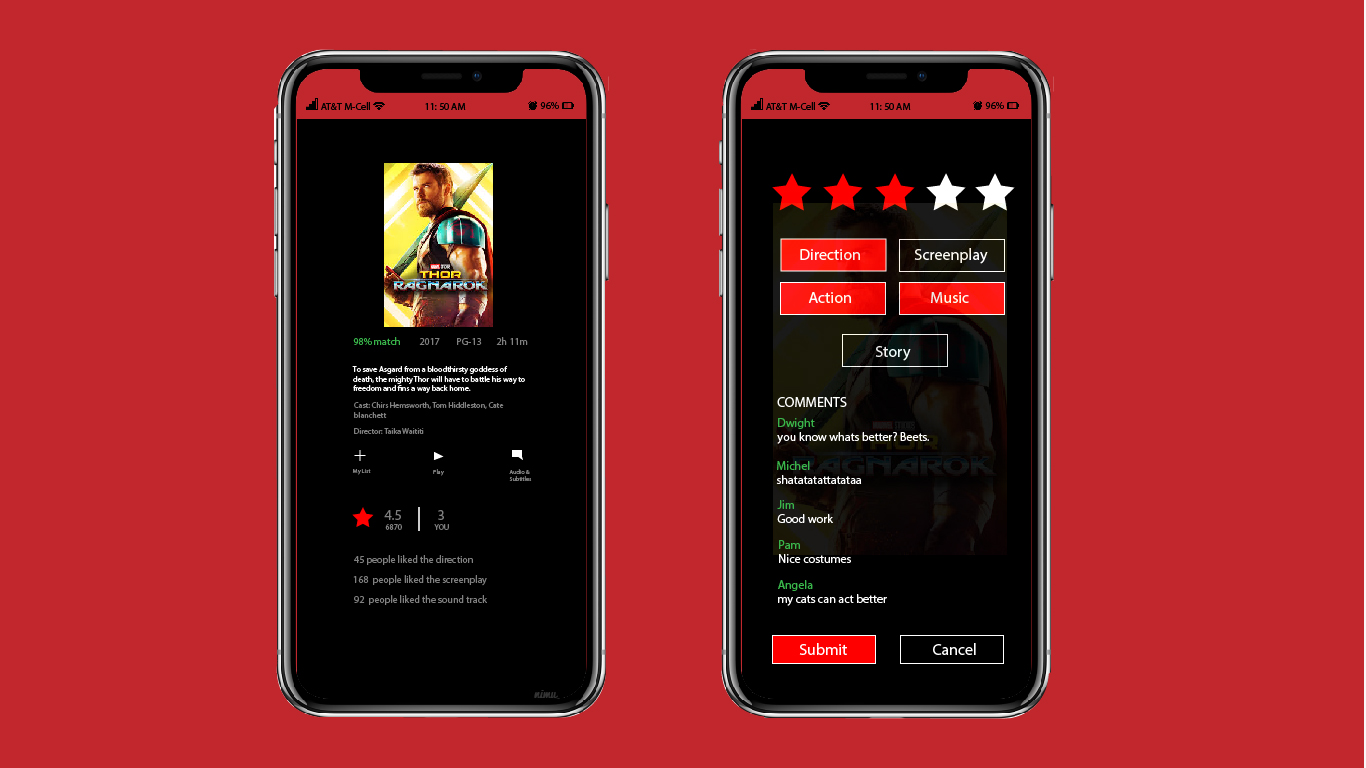 AT&T M-Cell 11: 50 AM 96%
MARVEL STUDIOS
THOR
RAGNAROK
98% match 2017 PG-13 2h 11m
To save Asgard from a bloodthirsty goddess of
death, the mighty Thor will have to battle his way to
freedom and fins a way back home.
Cast: Chirs Hemsworth, Tom Hiddleston, Cate
blanchett
Director: Taika Waititi
My List Play Audio &
Subtitles
4.5 3
6870 YOU
45 people liked the direction
168 people liked the screenplay
92 people liked the sound track
nimu_
AT&T M-Cell 11: 50 AM 96%
Direction Screenplay
Action Music
Story
COMMENTS
Dwight
you know whats better? Beets.
Michel
shatatatattatataa
RAGNAROK
Jim
Good work
Pam
Nice costumes
Angela
my cats can act better
Submit Cancel